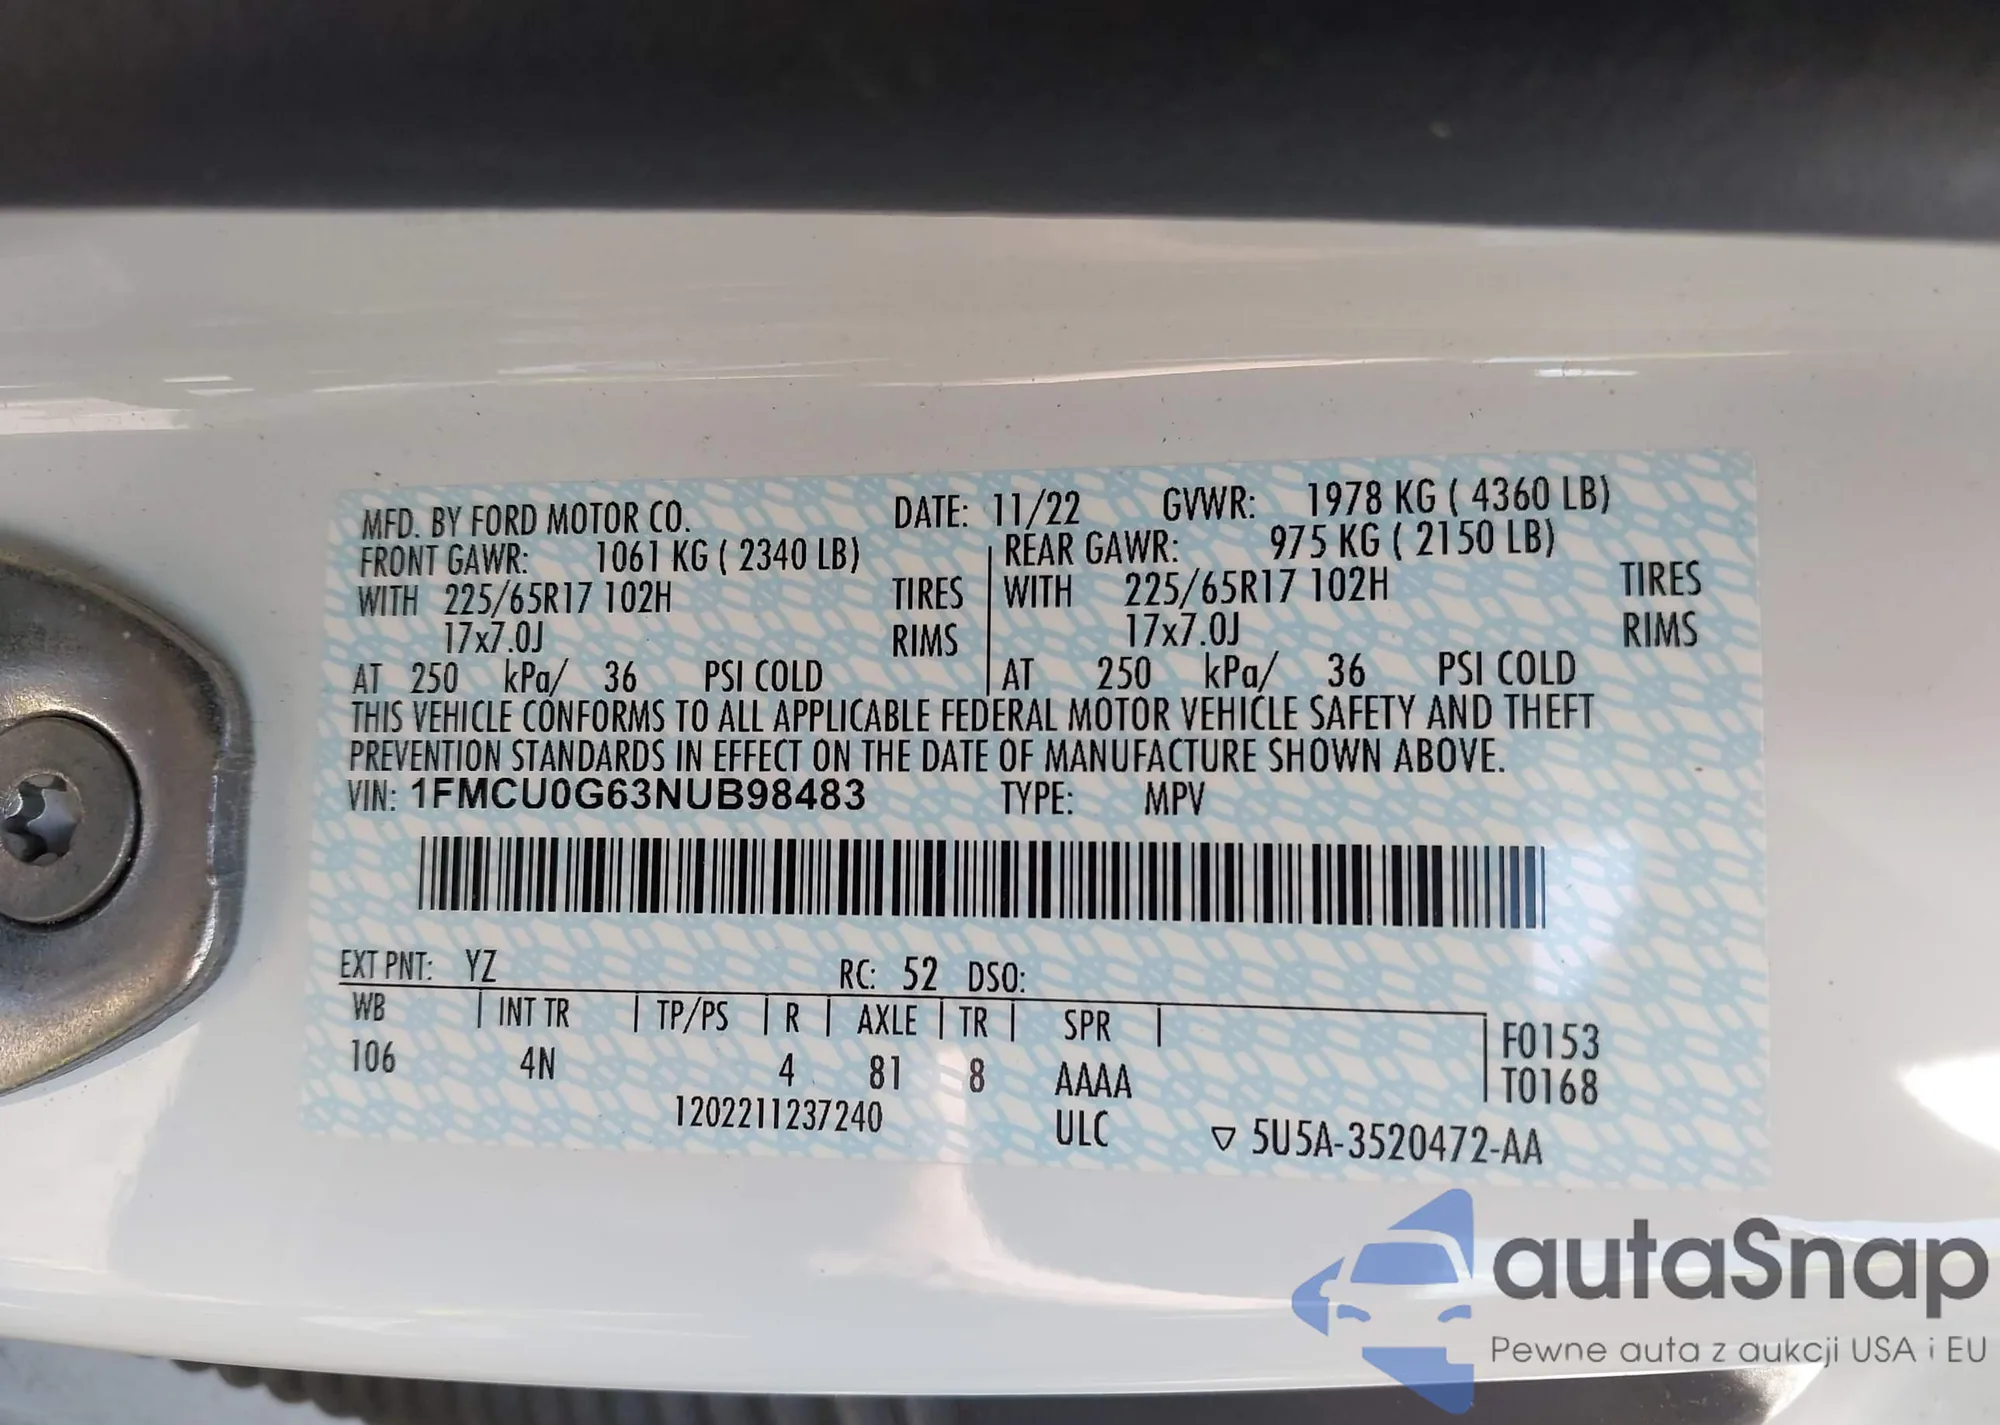 MFD. BY FORD MOTOR CO. DATE: 11/22 GVWR: 1978 KG ( 4360 LB)
FRONT GAWR: 1061 KG ( 2340 LB) REAR GAWR: 975 KG ( 2150 LB)
WITH 225/65R17 102H TIRES WITH 225/65R17 102H TIRES
17x7.0J RIMS 17x7.0J RIMS
AT 250 kPa/ 36 PSI COLD AT 250 kPa/ 36 PSI COLD
THIS VEHICLE CONFORMS TO ALL APPLICABLE FEDERAL MOTOR VEHICLE SAFETY AND THEFT
PREVENTION STANDARDS IN EFFECT ON THE DATE OF MANUFACTURE SHOWN ABOVE.
VIN: 1FMCU0G63NUB98483 TYPE: MPV
EXT PNT: YZ RC: 52 DSO:
WB INT TR TP/PS R AXLE TR SPR F0153
106 4N 4 81 8 AAAA T0168
1202211237240 ULC ▽ 5U5A-3520472-AA
autaSnap
Pewne auta z aukcji USA i EU